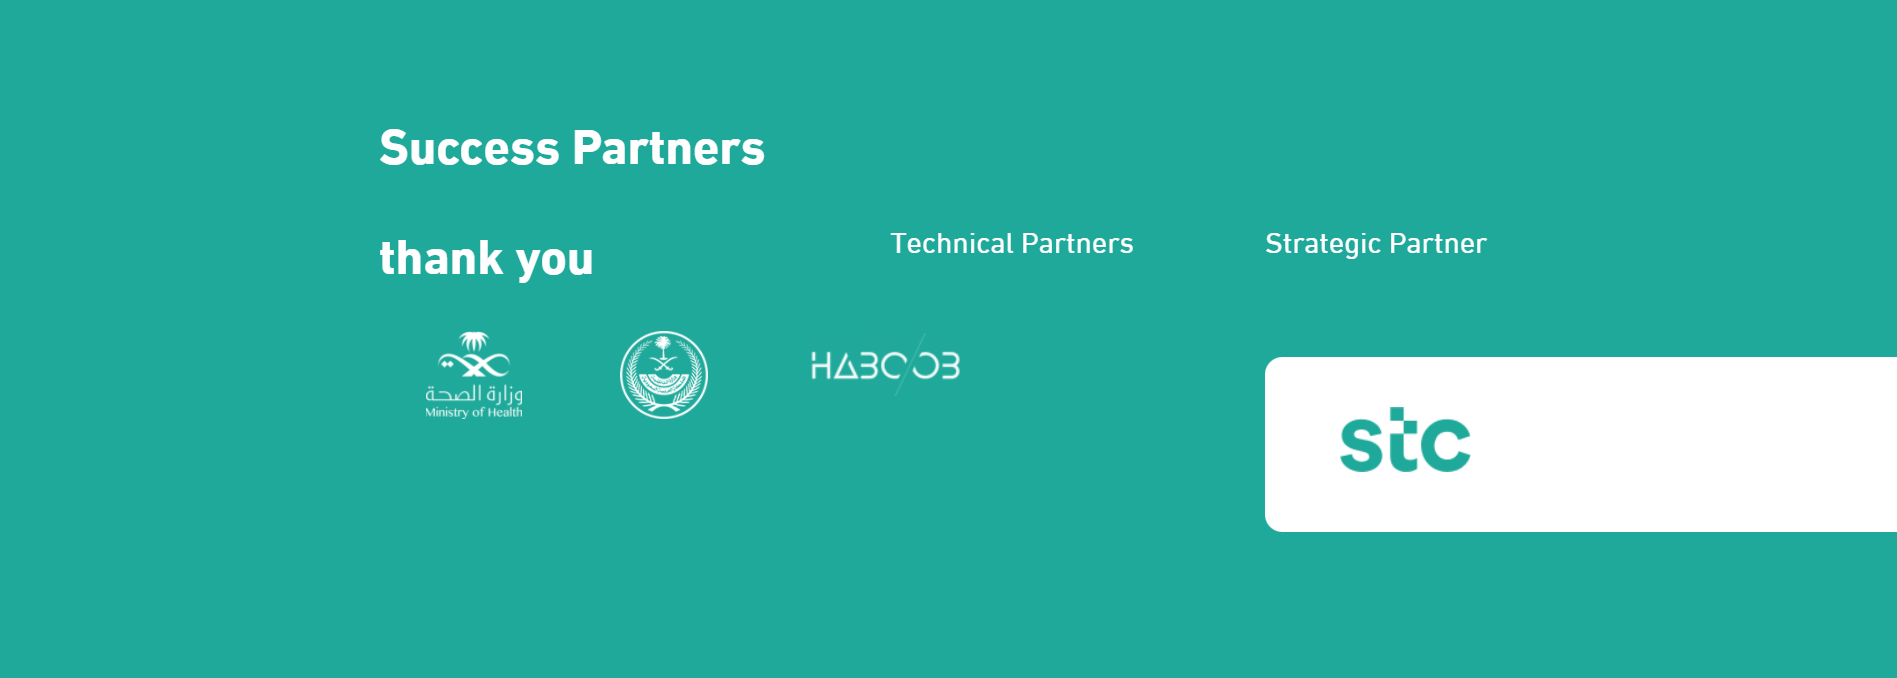 Success Partners
thank you
Technical Partners
Strategic Partner
وزارة الصحة
Ministry of Health
HABOOB
stc